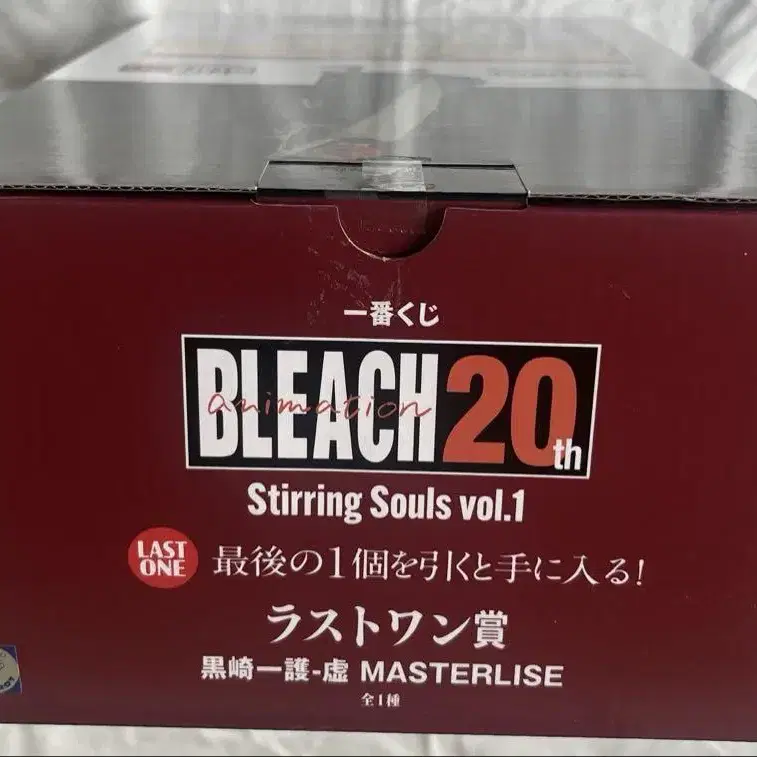 一番くじ
BLEACH 20th
animation
Stirring Souls vol.1
LAST
ONE
最後の1個を引くと手に入る!
ラストワン賞
黒崎一護-虚 MASTERLISE
全1種